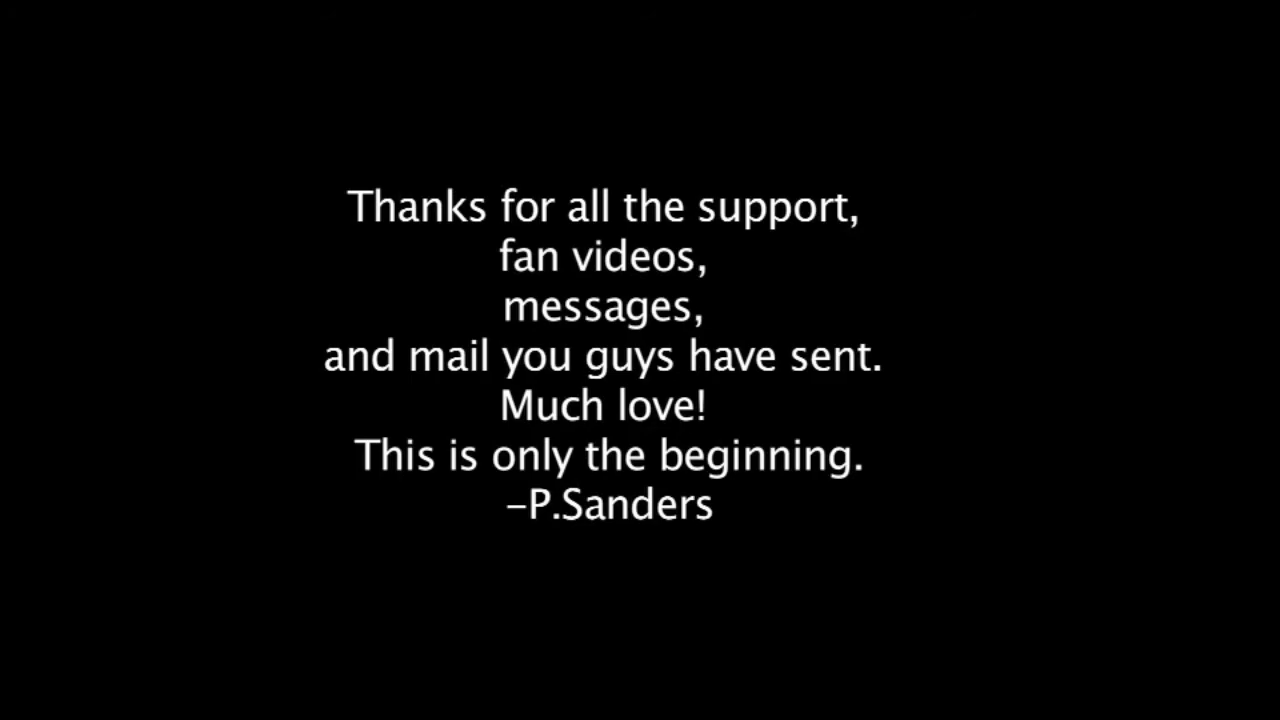 Thanks for all the support,
fan videos,
messages,
and mail you guys have sent.
Much love!
This is only the beginning.
-P.Sanders